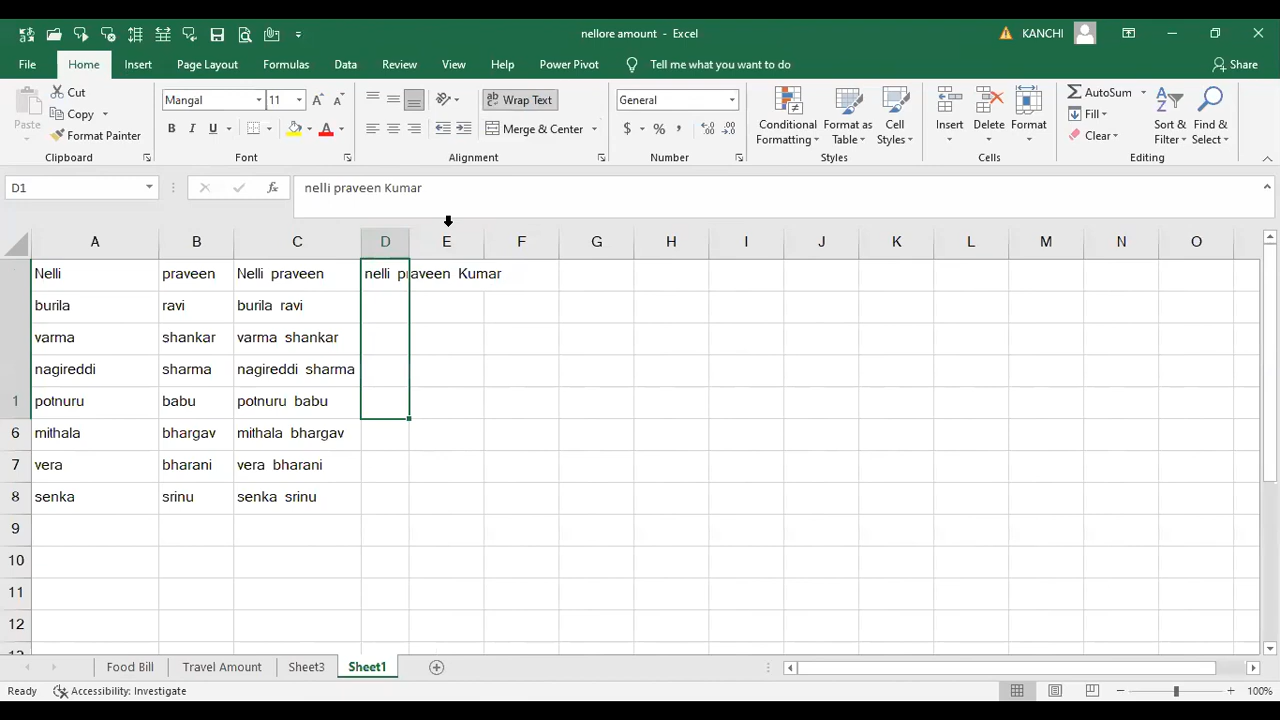 nellore amount - Excel
KANCHI
File Home Insert Page Layout Formulas Data Review View Help Power Pivot Tell me what you want to do Share
Paste
Cut
Copy
Format Painter
Clipboard
Mangal 11
B I U
Font
Wrap Text
Merge & Center
Alignment
General
$ % ,
Number
Conditional Formatting
Format as Table
Cell Styles
Styles
Insert
Delete
Format
Cells
AutoSum
Fill
Clear
Sort & Filter
Find & Select
Editing
D1 fx nelli praveen Kumar
A B C D E F G H I J K L M N O
Nelli praveen Nelli praveen nelli praveen Kumar
burila ravi burila ravi
varma shankar varma shankar
nagireddi sharma nagireddi sharma
1 potnuru babu potnuru babu
6 mithala bhargav mithala bhargav
7 vera bharani vera bharani
8 senka srinu senka srinu
9
10
11
12
Food Bill Travel Amount Sheet3 Sheet1
Ready Accessibility: Investigate 100%